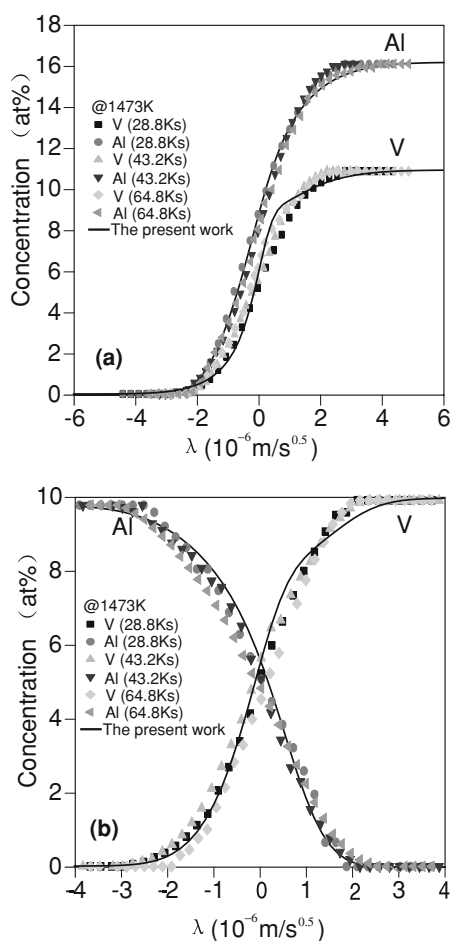 18
16
14
12
10
8
6
4
2
0
Concentration（at%）
Al
V
@1473K
V (28.8Ks)
Al (28.8Ks)
V (43.2Ks)
Al (43.2Ks)
V (64.8Ks)
Al (64.8Ks)
The present work
(a)
-6 -4 -2 0 2 4 6
λ (10⁻⁶m/s⁰·⁵)
10
8
6
4
2
0
Concentration（at%）
Al
V
@1473K
V (28.8Ks)
Al (28.8Ks)
V (43.2Ks)
Al (43.2Ks)
V (64.8Ks)
Al (64.8Ks)
The present work
(b)
-4 -3 -2 -1 0 1 2 3 4
λ (10⁻⁶m/s⁰·⁵)